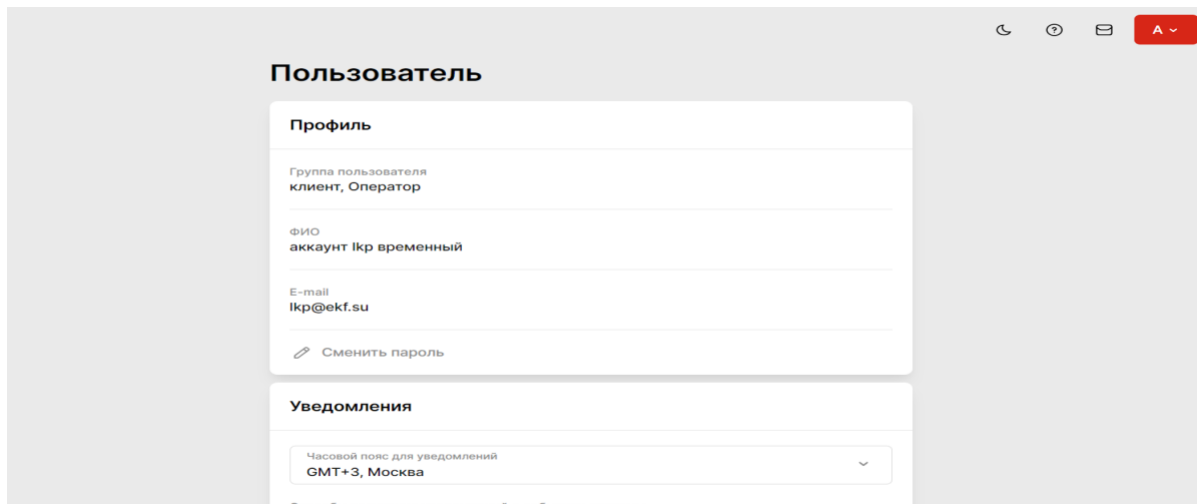 A
Пользователь
Профиль
Группа пользователя
клиент, Оператор
ФИО
аккаунт lkp временный
E-mail
lkp@ekf.su
Сменить пароль
Уведомления
Часовой пояс для уведомлений
GMT+3, Москва